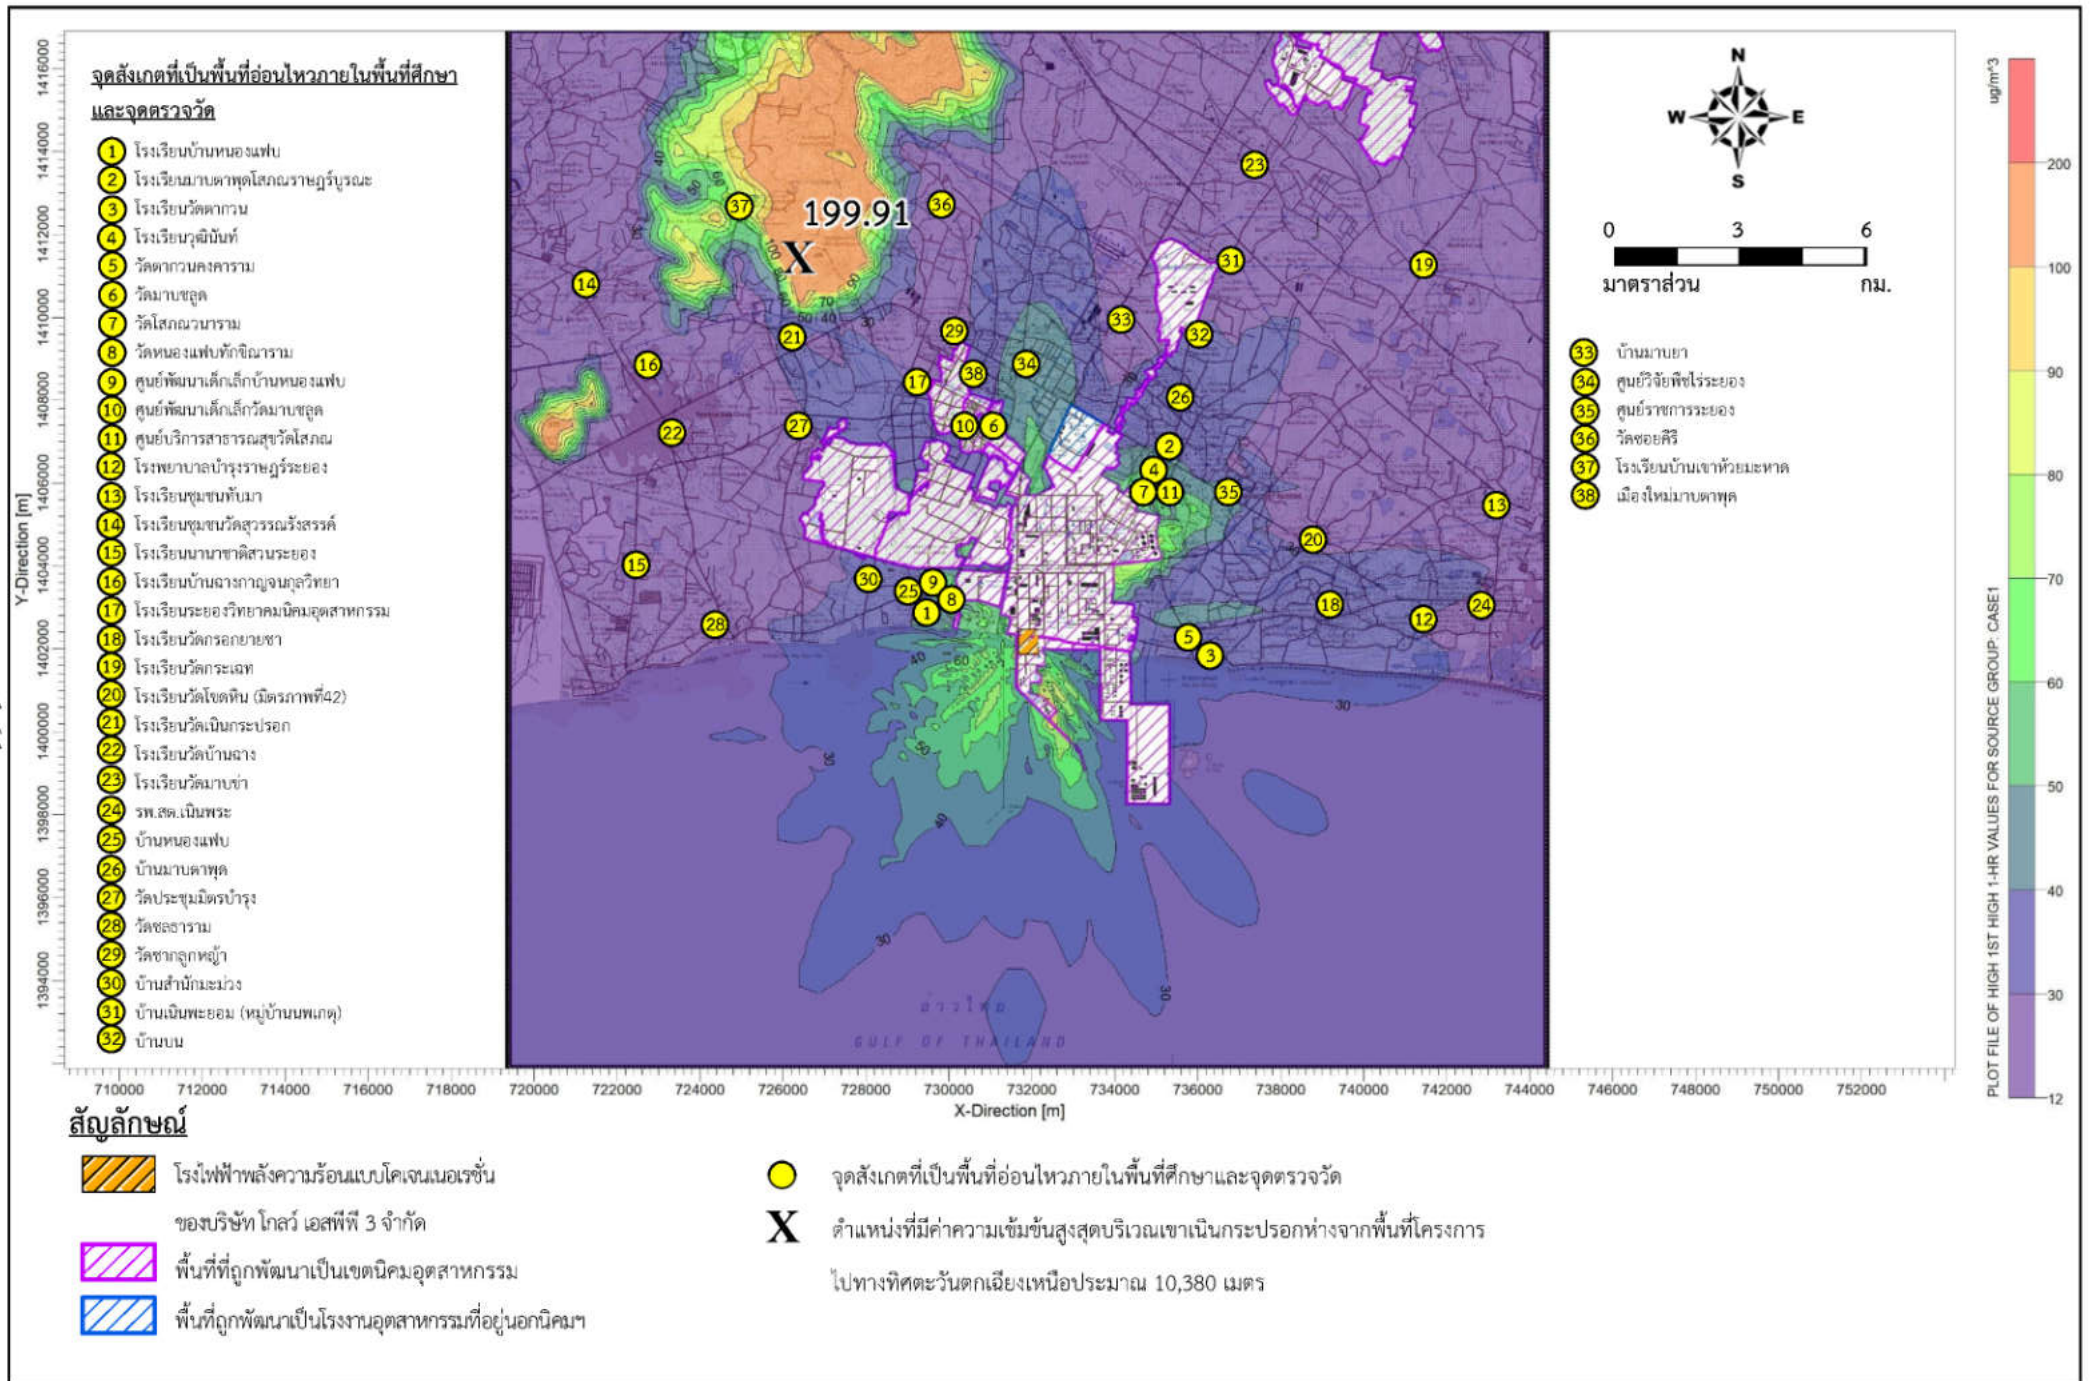 จุดสังเกตที่เป็นพื้นที่อ่อนไหวภายในพื้นที่ศึกษา
และจุดตรวจวัด
1 โรงเรียนบ้านหนองแฟบ
2 โรงเรียนมาบตาพุดโสภณราษฎร์บูรณะ
3 โรงเรียนวัดตากวน
4 โรงเรียนวุฒินันท์
5 วัดตากวนคงคาราม
6 วัดมาบชลูด
7 วัดโสภณวนาราม
8 วัดหนองแฟบทักขิณาราม
9 ศูนย์พัฒนาเด็กเล็กบ้านหนองแฟบ
10 ศูนย์พัฒนาเด็กเล็กวัดมาบชลูด
11 ศูนย์บริการสาธารณสุขวัดโสภณ
12 โรงพยาบาลบำรุงราษฎร์ระยอง
13 โรงเรียนชุมชนทับมา
14 โรงเรียนชุมชนวัดสุวรรณรังสรรค์
15 โรงเรียนนานาชาติสวนระยอง
16 โรงเรียนบ้านฉางกาญจนกุลวิทยา
17 โรงเรียนระยองวิทยาคมนิคมอุตสาหกรรม
18 โรงเรียนวัดกรอกยายชา
19 โรงเรียนวัดกระเฉท
20 โรงเรียนวัดโขดหิน (มิตรภาพที่42)
21 โรงเรียนวัดเนินกระปรอก
22 โรงเรียนวัดบ้านฉาง
23 โรงเรียนวัดมาบข่า
24 รพ.สต.เนินพระ
25 บ้านหนองแฟบ
26 บ้านมาบตาพุด
27 วัดประชุมมิตรบำรุง
28 วัดชลธาราม
29 วัดชากลูกหญ้า
30 บ้านสำนักมะม่วง
31 บ้านเนินพะยอม (หมู่บ้านนพเกตุ)
32 บ้านบน
199.91
X
อ่าวไทย
GULF OF THAILAND
N
W E
S
0 3 6
มาตราส่วน กม.
33 บ้านมาบยา
34 ศูนย์วิจัยพืชไร่ระยอง
35 ศูนย์ราชการระยอง
36 วัดซอยคีรี
37 โรงเรียนบ้านเขาห้วยมะหาด
38 เมืองใหม่มาบตาพุด
ug/m^3
200
100
90
80
70
60
50
40
30
12
PLOT FILE OF HIGH 1ST HIGH 1-HR VALUES FOR SOURCE GROUP: CASE1
Y-Direction [m]
1416000
1414000
1412000
1410000
1408000
1406000
1404000
1402000
1400000
1398000
1396000
1394000
710000 712000 714000 716000 718000 720000 722000 724000 726000 728000 730000 732000 734000 736000 738000 740000 742000 744000 746000 748000 750000 752000
X-Direction [m]
สัญลักษณ์
โรงไฟฟ้าพลังความร้อนแบบโคเจนเนอเรชั่น
ของบริษัท โกลว์ เอสพีพี 3 จำกัด
พื้นที่ที่ถูกพัฒนาเป็นเขตนิคมอุตสาหกรรม
พื้นที่ถูกพัฒนาเป็นโรงงานอุตสาหกรรมที่อยู่นอกนิคมฯ
จุดสังเกตที่เป็นพื้นที่อ่อนไหวภายในพื้นที่ศึกษาและจุดตรวจวัด
X ตำแหน่งที่มีค่าความเข้มข้นสูงสุดบริเวณเขาเนินกระปรอกห่างจากพื้นที่โครงการ
ไปทางทิศตะวันตกเฉียงเหนือประมาณ 10,380 เมตร